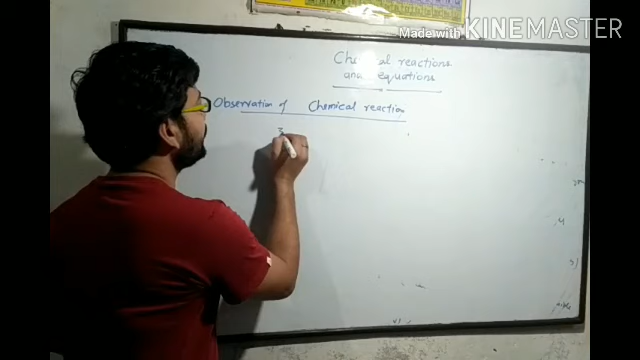 Made with KINEMASTER
Chemical reactions
and equations
Observation of Chemical reaction